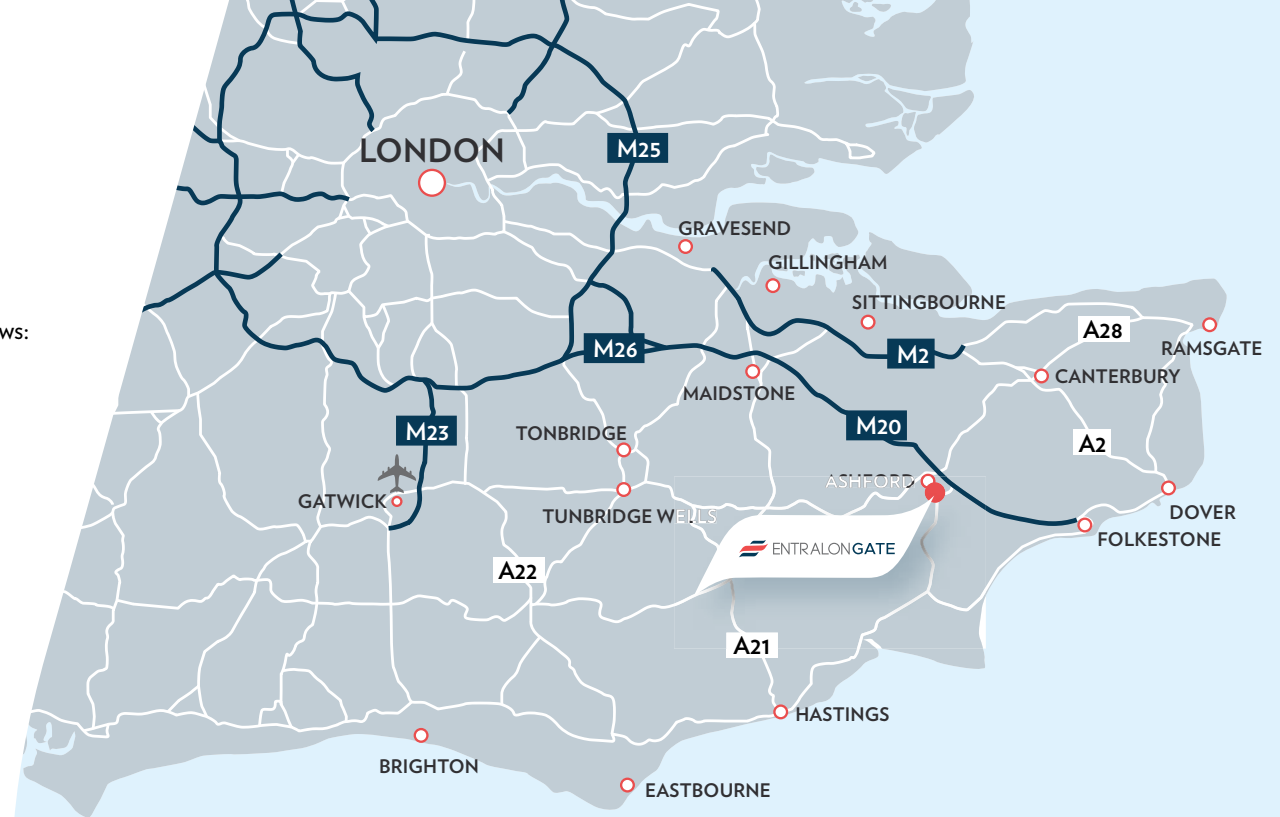 LONDON
M25
GRAVESEND
GILLINGHAM
SITTINGBOURNE
ws:
A28
M26
M2
RAMSGATE
CANTERBURY
MAIDSTONE
M20
M23
TONBRIDGE
A2
ASHFORD
GATWICK
DOVER
TUNBRIDGE WELLS
FOLKESTONE
ENTRALONGATE
A22
A21
HASTINGS
BRIGHTON
EASTBOURNE